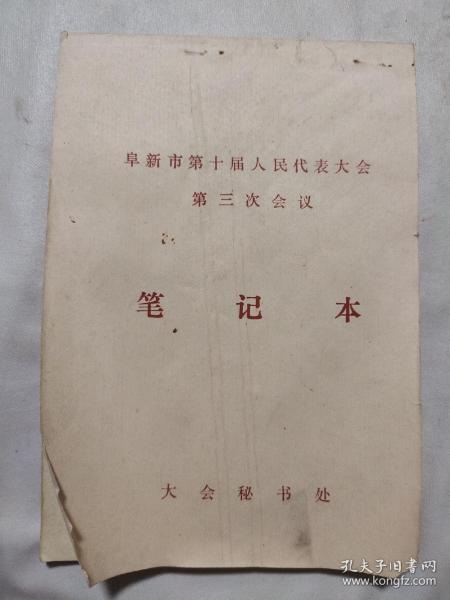 阜新市第十届人民代表大会
第三次会议
笔记本
大会秘书处
孔夫子旧书网
www.kongfz.com